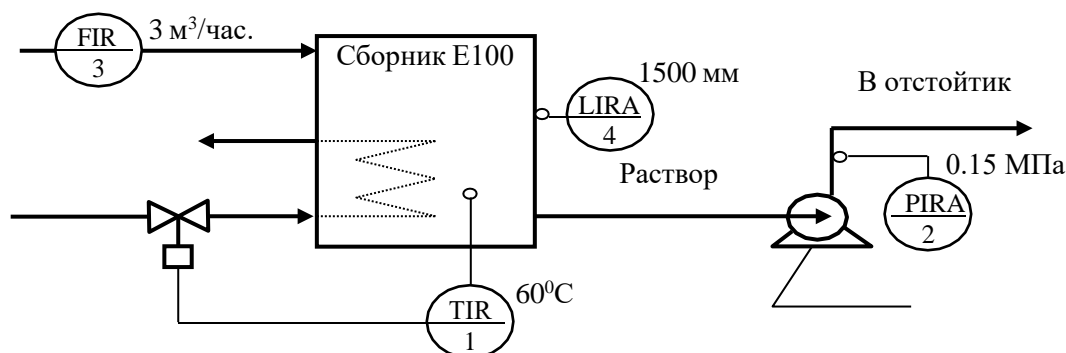 FIR
3
3 м³/час.
Сборник Е100
1500 мм
LIRA
4
В отстойтик
Раствор
0.15 МПа
PIRA
2
60⁰С
TIR
1